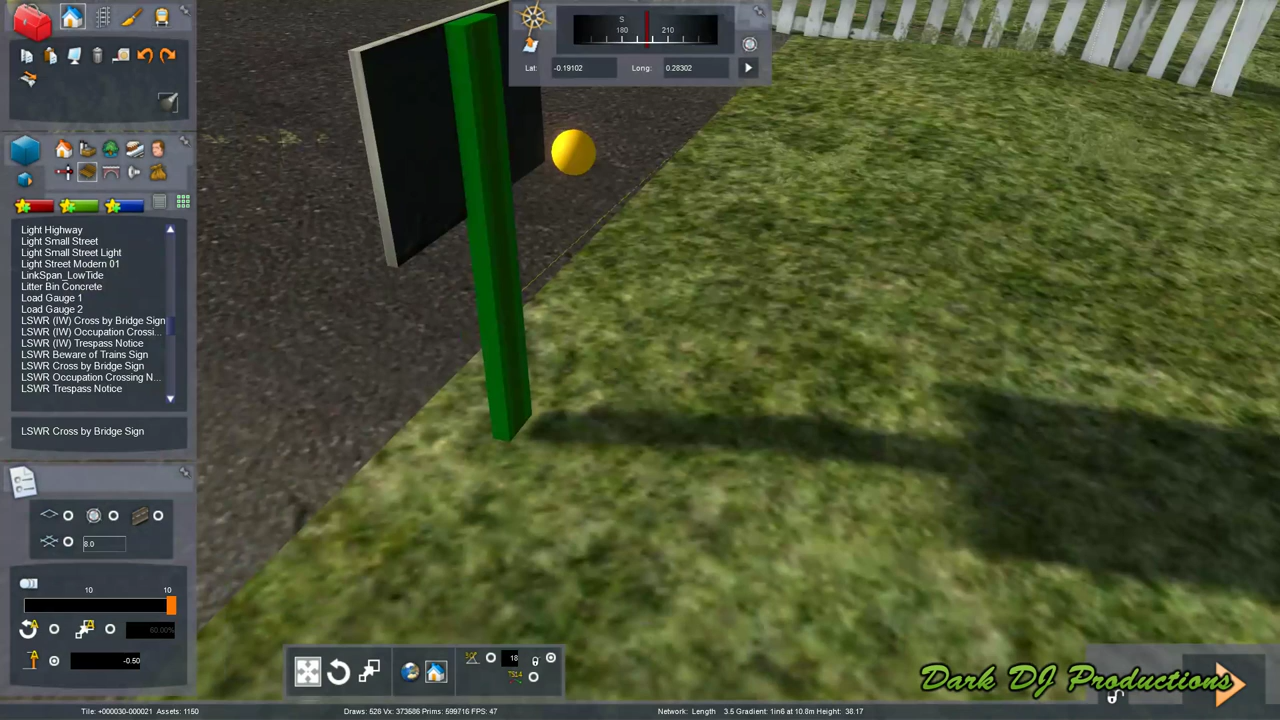 S
180 210
Lat: -0.19102 Long: 0.28302
Light Highway
Light Small Street
Light Small Street Light
Light Street Modern 01
LinkSpan_LowTide
Litter Bin Concrete
Load Gauge 1
Load Gauge 2
LSWR (IW) Cross by Bridge Sign
LSWR (IW) Occupation Crossi...
LSWR (IW) Trespass Notice
LSWR Beware of Trains Sign
LSWR Cross by Bridge Sign
LSWR Occupation Crossing N...
LSWR Trespass Notice
LSWR Cross by Bridge Sign
8.0
10 10
60.00%
-0.50
18
TS14
Dark DJ Productions
Tile: +000030-000021 Assets: 1150 Draws: 528 Vx: 373586 Prims: 599716 FPS: 47 Network: Length 3.5 Gradient: 1in6 at 10.8m Height: 38.17